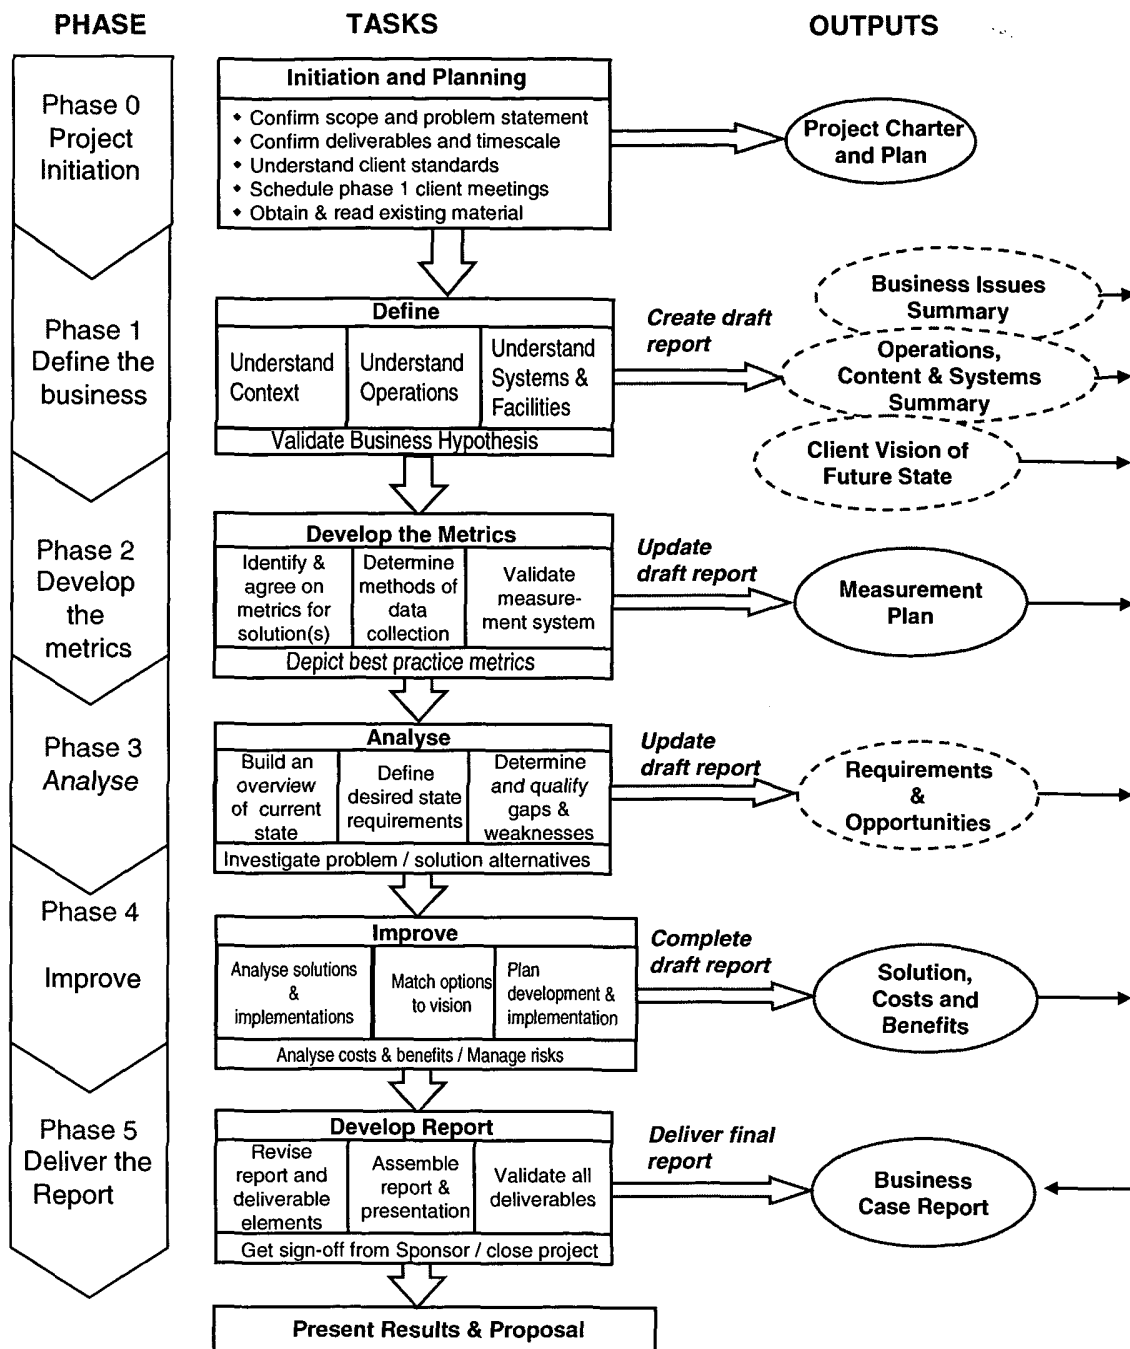 PHASE
TASKS
OUTPUTS
Phase 0
Project
Initiation
Initiation and Planning
◆ Confirm scope and problem statement
◆ Confirm deliverables and timescale
◆ Understand client standards
◆ Schedule phase 1 client meetings
◆ Obtain & read existing material
Project Charter
and Plan
Phase 1
Define the
business
Define
Understand
Context
Understand
Operations
Understand
Systems &
Facilities
Validate Business Hypothesis
Create draft
report
Business Issues
Summary
Operations,
Content & Systems
Summary
Client Vision of
Future State
Phase 2
Develop
the
metrics
Develop the Metrics
Identify &
agree on
metrics for
solution(s)
Determine
methods of
data
collection
Validate
measure-
ment system
Depict best practice metrics
Update
draft report
Measurement
Plan
Phase 3
Analyse
Analyse
Build an
overview
of current
state
Define
desired state
requirements
Determine
and qualify
gaps &
weaknesses
Investigate problem / solution alternatives
Update
draft report
Requirements
&
Opportunities
Phase 4
Improve
Improve
Analyse solutions
&
implementations
Match options
to vision
Plan
development &
implementation
Analyse costs & benefits / Manage risks
Complete
draft report
Solution,
Costs and
Benefits
Phase 5
Deliver the
Report
Develop Report
Revise
report and
deliverable
elements
Assemble
report &
presentation
Validate all
deliverables
Get sign-off from Sponsor / close project
Deliver final
report
Business
Case Report
Present Results & Proposal